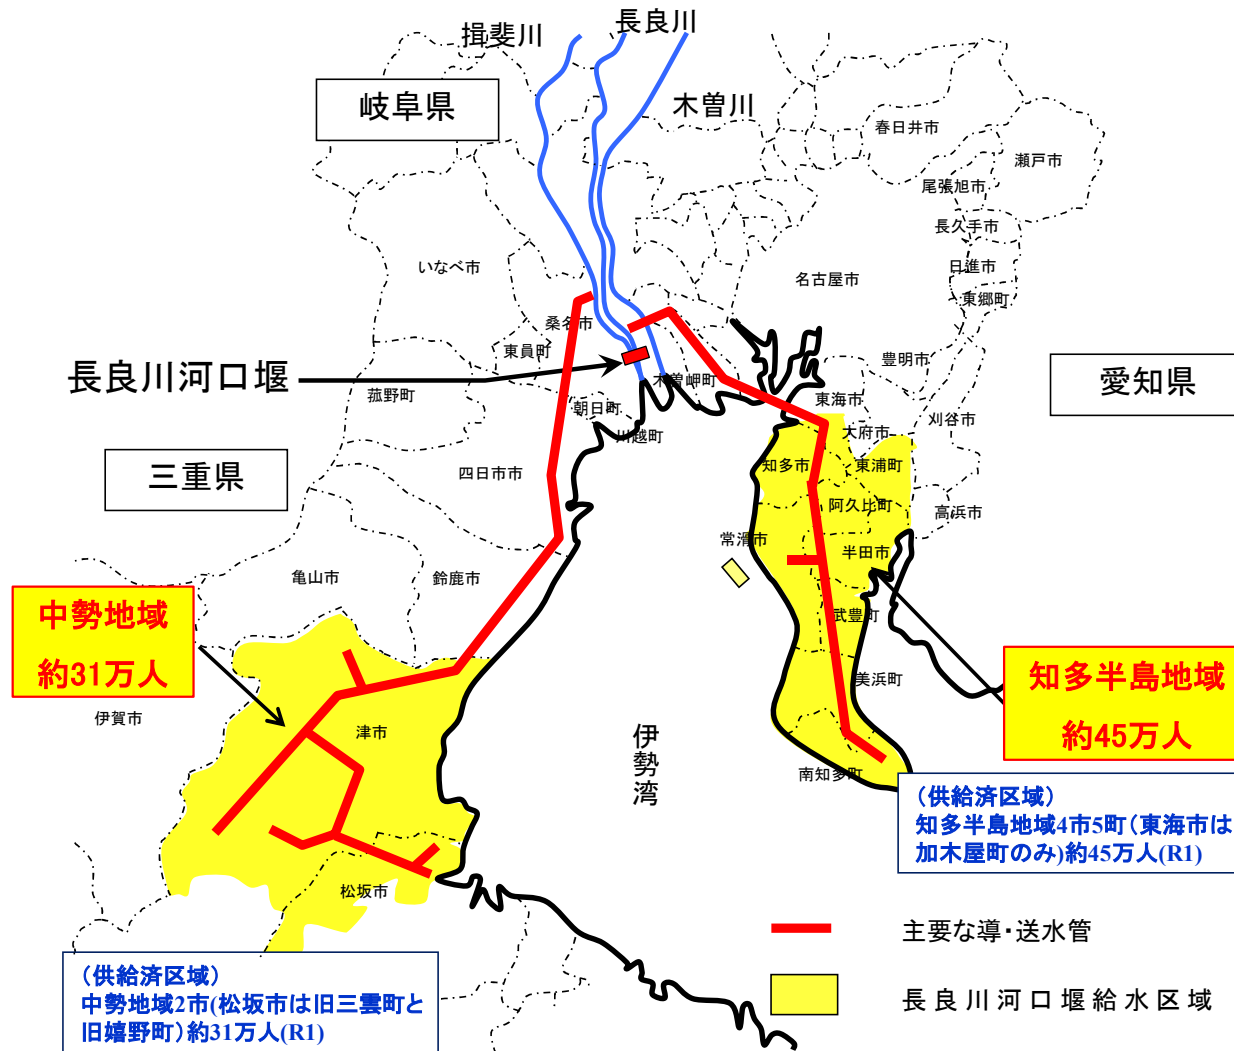 揖斐川
長良川
岐阜県
木曽川
春日井市
瀬戸市
尾張旭市
長久手市
いなべ市
日進市
名古屋市
東郷町
桑名市
東員町
豊明市
長良川河口堰
木曽岬町
愛知県
菰野町
朝日町
東海市
刈谷市
川越町
大府市
三重県
四日市市
知多市
東浦町
阿久比町
高浜市
常滑市
半田市
亀山市
鈴鹿市
中勢地域
約31万人
武豊町
美浜町
知多半島地域
約45万人
伊賀市
津市
伊勢湾
南知多町
（供給済区域）
知多半島地域4市5町（東海市は
加木屋町のみ)約45万人(R1)
松坂市
主要な導・送水管
（供給済区域）
中勢地域2市(松坂市は旧三雲町と
旧嬉野町）約31万人(R1)
長良川河口堰給水区域